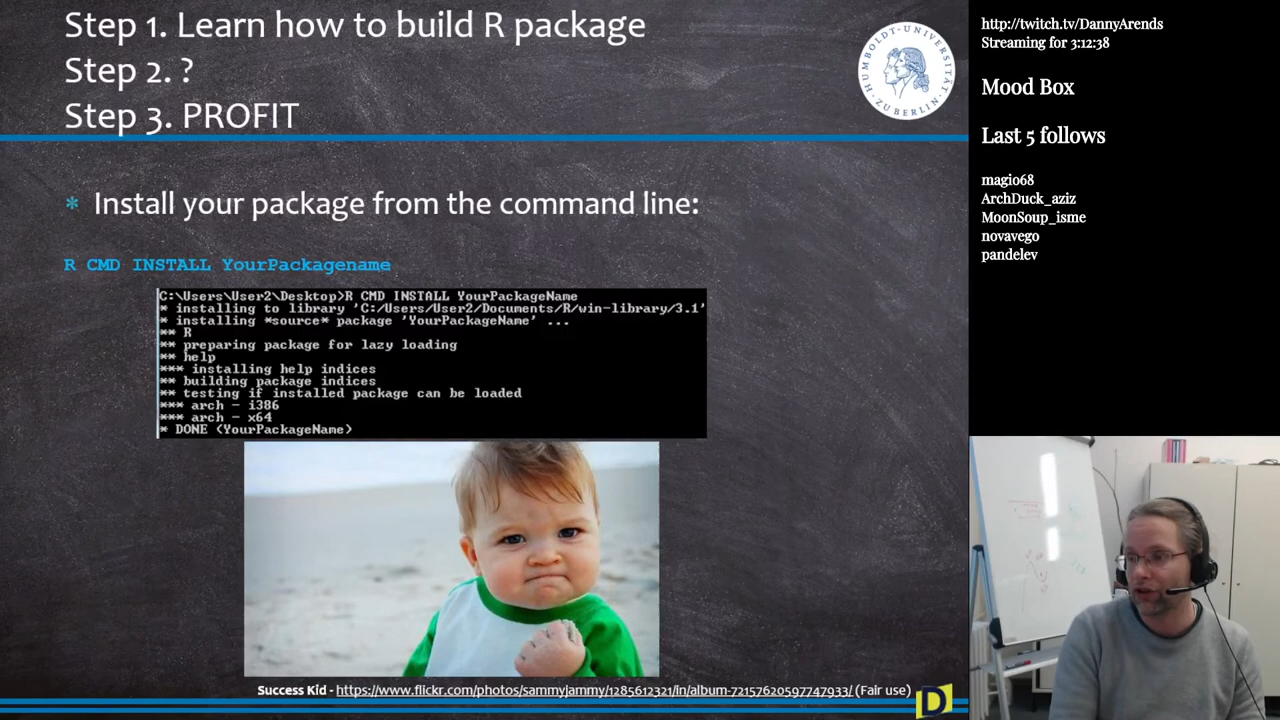 Step 1. Learn how to build R package
Step 2. ?
Step 3. PROFIT
HUMBOLDT-UNIVERSITÄT ZU BERLIN
* Install your package from the command line:
R CMD INSTALL YourPackagename
C:\Users\User2\Desktop>R CMD INSTALL YourPackageName
* installing to library 'C:/Users/User2/Documents/R/win-library/3.1'
* installing *source* package 'YourPackageName' ...
** R
** preparing package for lazy loading
** help
*** installing help indices
** building package indices
** testing if installed package can be loaded
*** arch - i386
*** arch - x64
* DONE (YourPackageName)
Success Kid - https://www.flickr.com/photos/sammyjammy/1285612321/in/album-72157620597747933/ (Fair use)
D
http://twitch.tv/DannyArends
Streaming for 3:12:38
Mood Box
Last 5 follows
magio68
ArchDuck_aziz
MoonSoup_isme
novavego
pandelev